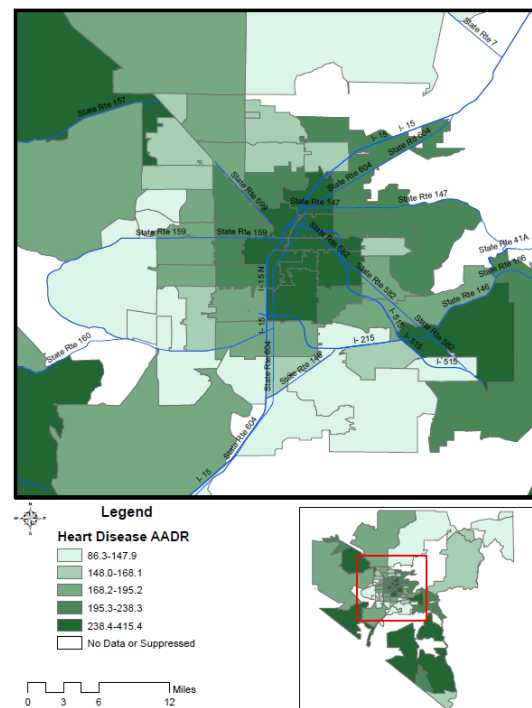 State Rte 7
State Rte 157
I- 15
I- 15
State Rte 604
State Rte 604
State Rte 599
State Rte 147
State Rte 147
State Rte 159
State Rte 159
State Rte 582
State Rte 41A
State Rte 166
State Rte 146
I- 15 N
State Rte 582
I- 15
I- 515
State Rte 582
State Rte 160
I- 215
I- 515
State Rte 604
State Rte 146
I- 515
State Rte 604
I- 15
Legend
Heart Disease AADR
86.3-147.9
148.0-168.1
168.2-195.2
195.3-238.3
238.4-415.4
No Data or Suppressed
Miles
0 3 6 12